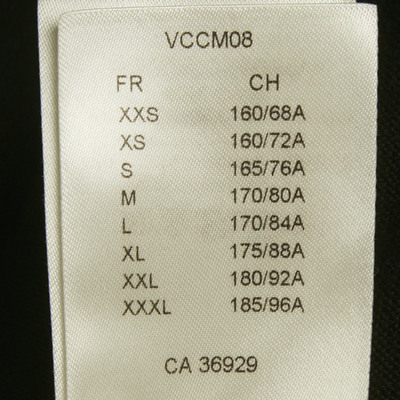 VCCM08
FR CH
XXS 160/68A
XS 160/72A
S 165/76A
M 170/80A
L 170/84A
XL 175/88A
XXL 180/92A
XXXL 185/96A
CA 36929